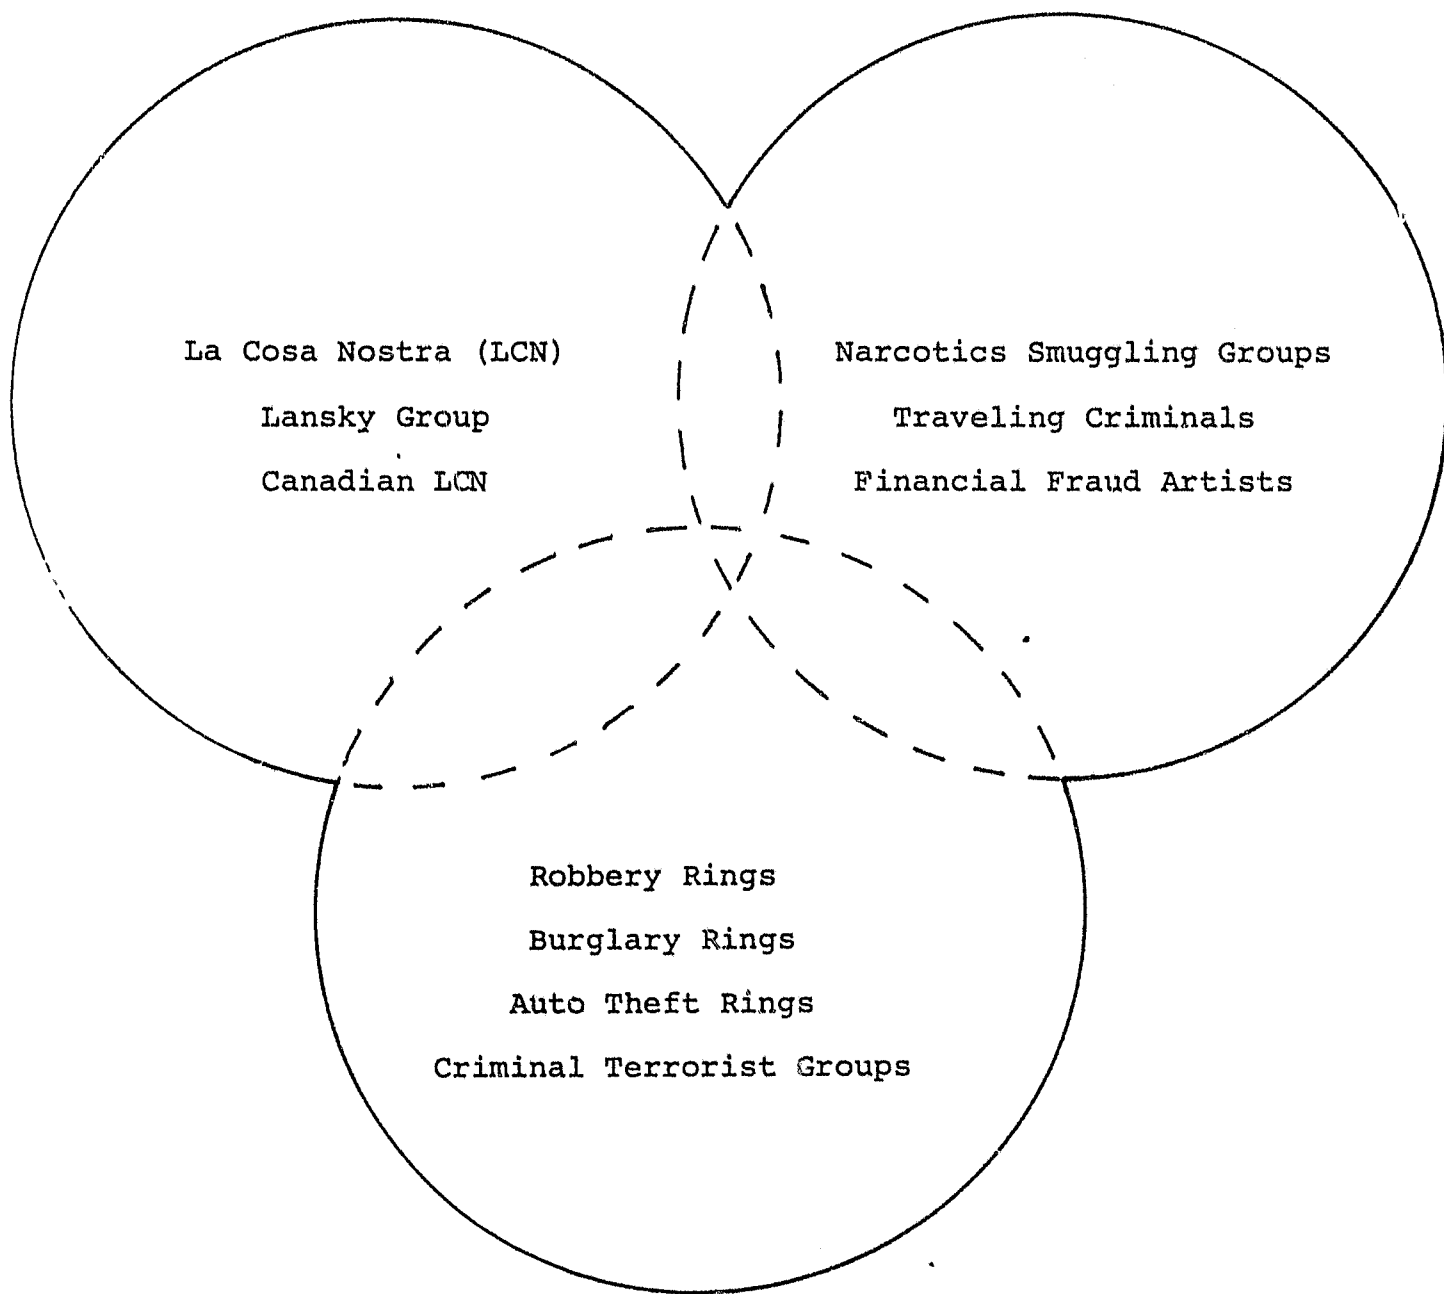 La Cosa Nostra (LCN)
Lansky Group
Canadian LCN
Narcotics Smuggling Groups
Traveling Criminals
Financial Fraud Artists
Robbery Rings
Burglary Rings
Auto Theft Rings
Criminal Terrorist Groups